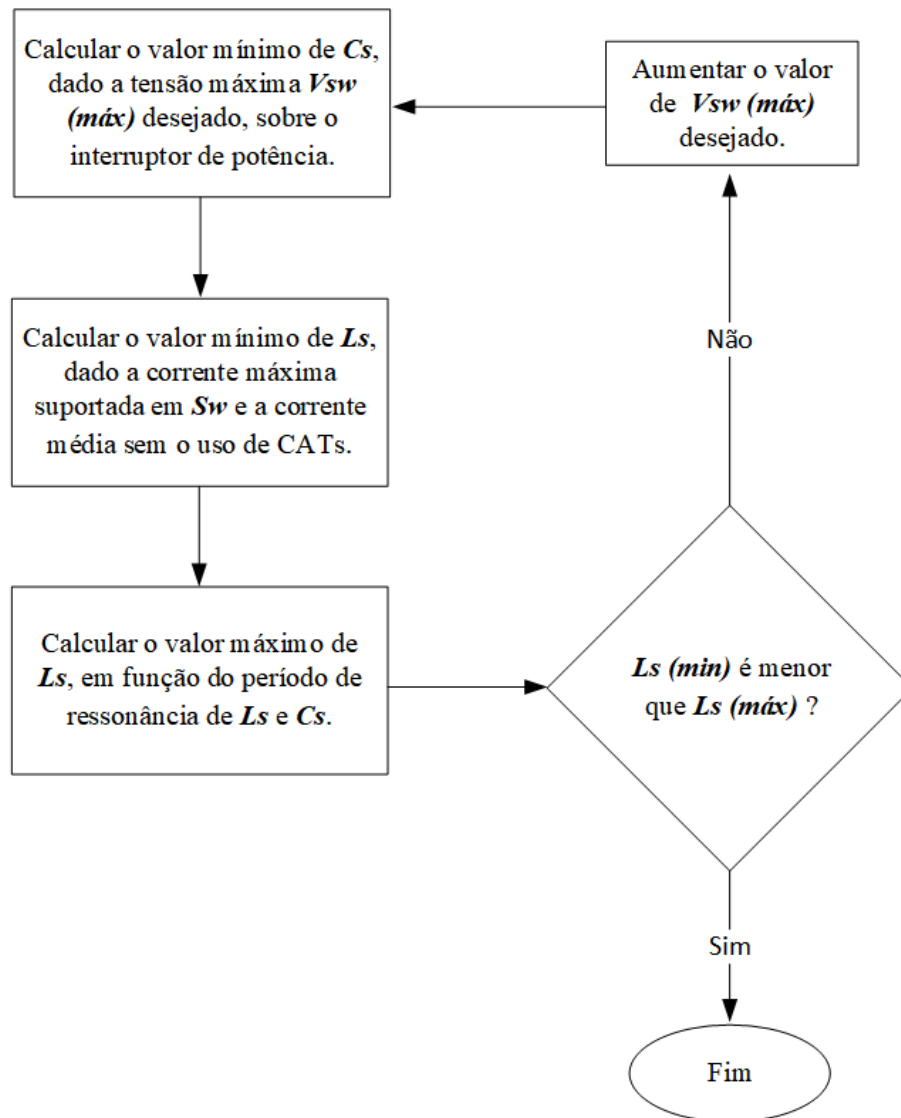 Calcular o valor mínimo de Cs,
dado a tensão máxima Vsw
(máx) desejado, sobre o
interruptor de potência.
Aumentar o valor
de Vsw (máx)
desejado.
Calcular o valor mínimo de Ls,
dado a corrente máxima
suportada em Sw e a corrente
média sem o uso de CATs.
Não
Calcular o valor máximo de
Ls, em função do período de
ressonância de Ls e Cs.
Ls (min) é menor
que Ls (máx) ?
Sim
Fim